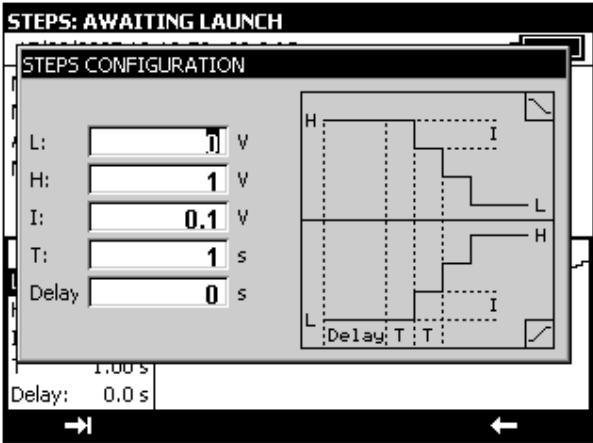 STEPS: AWAITING LAUNCH
STEPS CONFIGURATION
L: 0 V
H: 1 V
I: 0.1 V
T: 1 s
Delay 0 s
H
I
L
H
I
L
Delay T T
1.00 s
Delay: 0.0 s